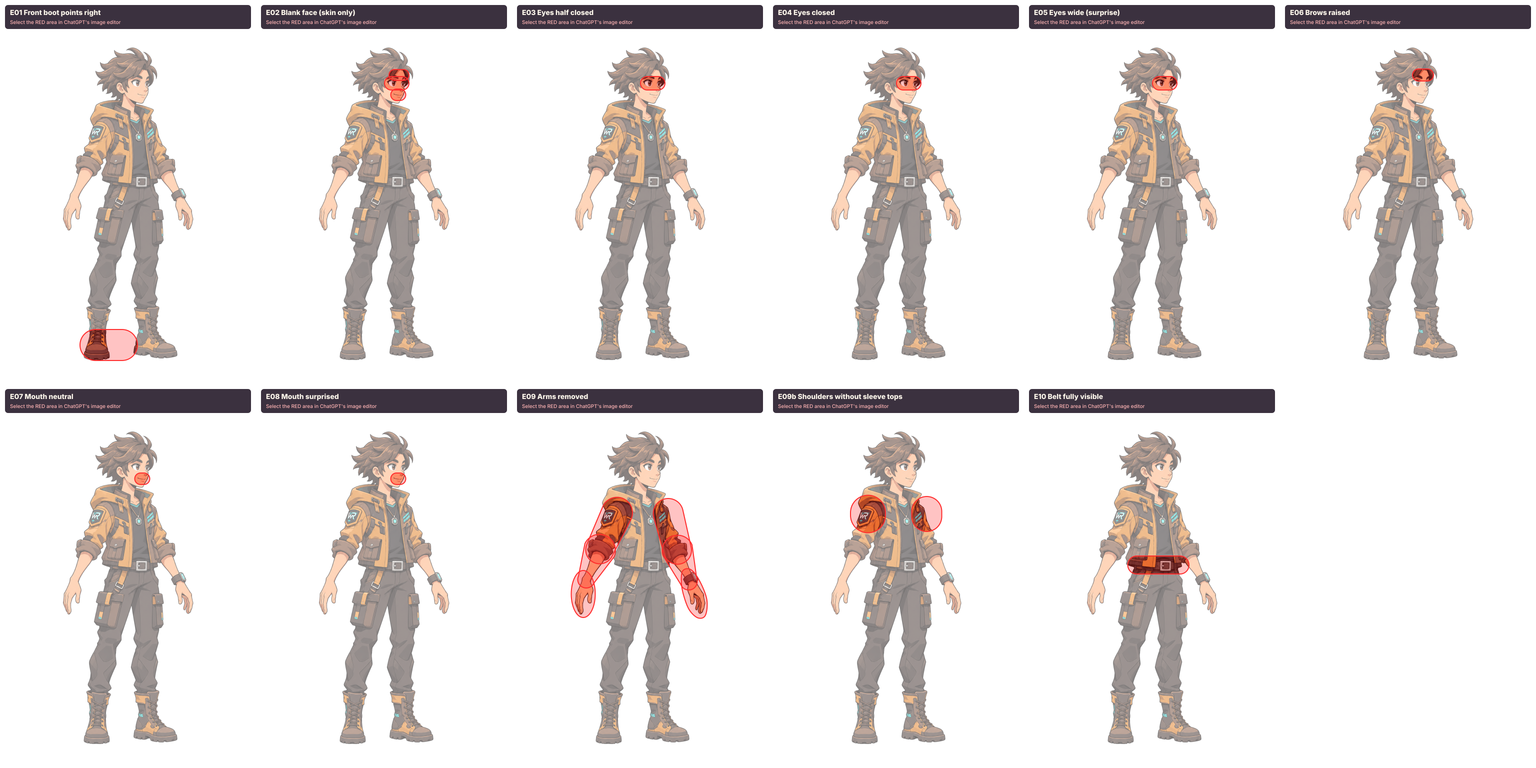 E01 Front boot points right
Select the RED area in ChatGPT's image editor
E02 Blank face (skin only)
Select the RED area in ChatGPT's image editor
E03 Eyes half closed
Select the RED area in ChatGPT's image editor
E04 Eyes closed
Select the RED area in ChatGPT's image editor
E05 Eyes wide (surprise)
Select the RED area in ChatGPT's image editor
E06 Brows raised
Select the RED area in ChatGPT's image editor
E07 Mouth neutral
Select the RED area in ChatGPT's image editor
E08 Mouth surprised
Select the RED area in ChatGPT's image editor
E09 Arms removed
Select the RED area in ChatGPT's image editor
E09b Shoulders without sleeve tops
Select the RED area in ChatGPT's image editor
E10 Belt fully visible
Select the RED area in ChatGPT's image editor